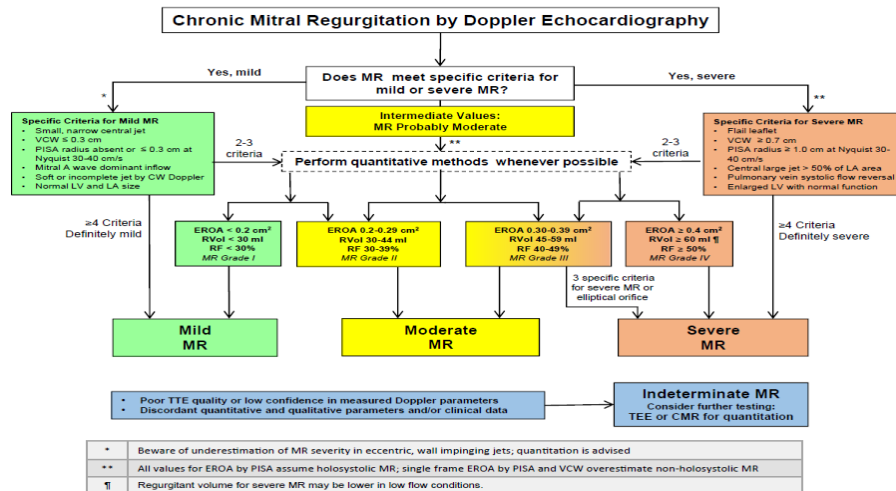 Chronic Mitral Regurgitation by Doppler Echocardiography
Yes, mild
Does MR meet specific criteria for
mild or severe MR?
Yes, severe
*
**
Specific Criteria for Mild MR
• Small, narrow central jet
• VCW ≤ 0.3 cm
• PISA radius absent or ≤ 0.3 cm at
Nyquist 30-40 cm/s
• Mitral A wave dominant inflow
• Soft or incomplete jet by CW Doppler
• Normal LV and LA size
Intermediate Values:
MR Probably Moderate
**
Specific Criteria for Severe MR
• Flail leaflet
• VCW ≥ 0.7 cm
• PISA radius ≥ 1.0 cm at Nyquist 30-
40 cm/s
• Central large jet > 50% of LA area
• Pulmonary vein systolic flow reversal
• Enlarged LV with normal function
2-3
criteria
Perform quantitative methods whenever possible
2-3
criteria
≥4 Criteria
Definitely mild
EROA < 0.2 cm²
RVol < 30 ml
RF < 30%
MR Grade I
EROA 0.2-0.29 cm²
RVol 30-44 ml
RF 30-39%
MR Grade II
EROA 0.30-0.39 cm²
RVol 45-59 ml
RF 40-49%
MR Grade III
EROA ≥ 0.4 cm²
RVol ≥ 60 ml ¶
RF ≥ 50%
MR Grade IV
≥4 Criteria
Definitely severe
3 specific criteria
for severe MR or
elliptical orifice
Mild
MR
Moderate
MR
Severe
MR
• Poor TTE quality or low confidence in measured Doppler parameters
• Discordant quantitative and qualitative parameters and/or clinical data
Indeterminate MR
Consider further testing:
TEE or CMR for quantitation
* Beware of underestimation of MR severity in eccentric, wall impinging jets; quantitation is advised
** All values for EROA by PISA assume holosystolic MR; single frame EROA by PISA and VCW overestimate non-holosystolic MR
¶ Regurgitant volume for severe MR may be lower in low flow conditions.